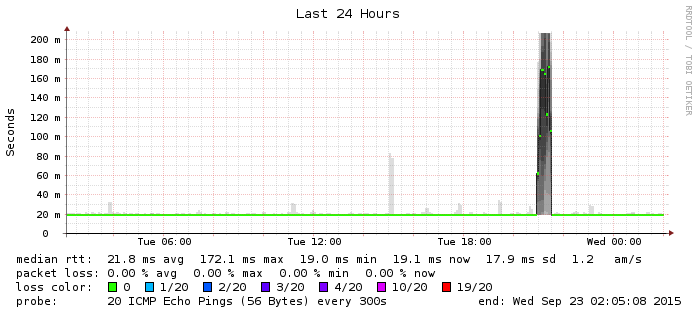 Last 24 Hours
RRDTOOL / TOBI OETIKER
Seconds
200 m
180 m
160 m
140 m
120 m
100 m
80 m
60 m
40 m
20 m
0
Tue 06:00 Tue 12:00 Tue 18:00 Wed 00:00
median rtt: 21.8 ms avg 172.1 ms max 19.0 ms min 19.1 ms now 17.9 ms sd 1.2 am/s
packet loss: 0.00 % avg 0.00 % max 0.00 % min 0.00 % now
loss color: 0 1/20 2/20 3/20 4/20 10/20 19/20
probe: 20 ICMP Echo Pings (56 Bytes) every 300s end: Wed Sep 23 02:05:08 2015